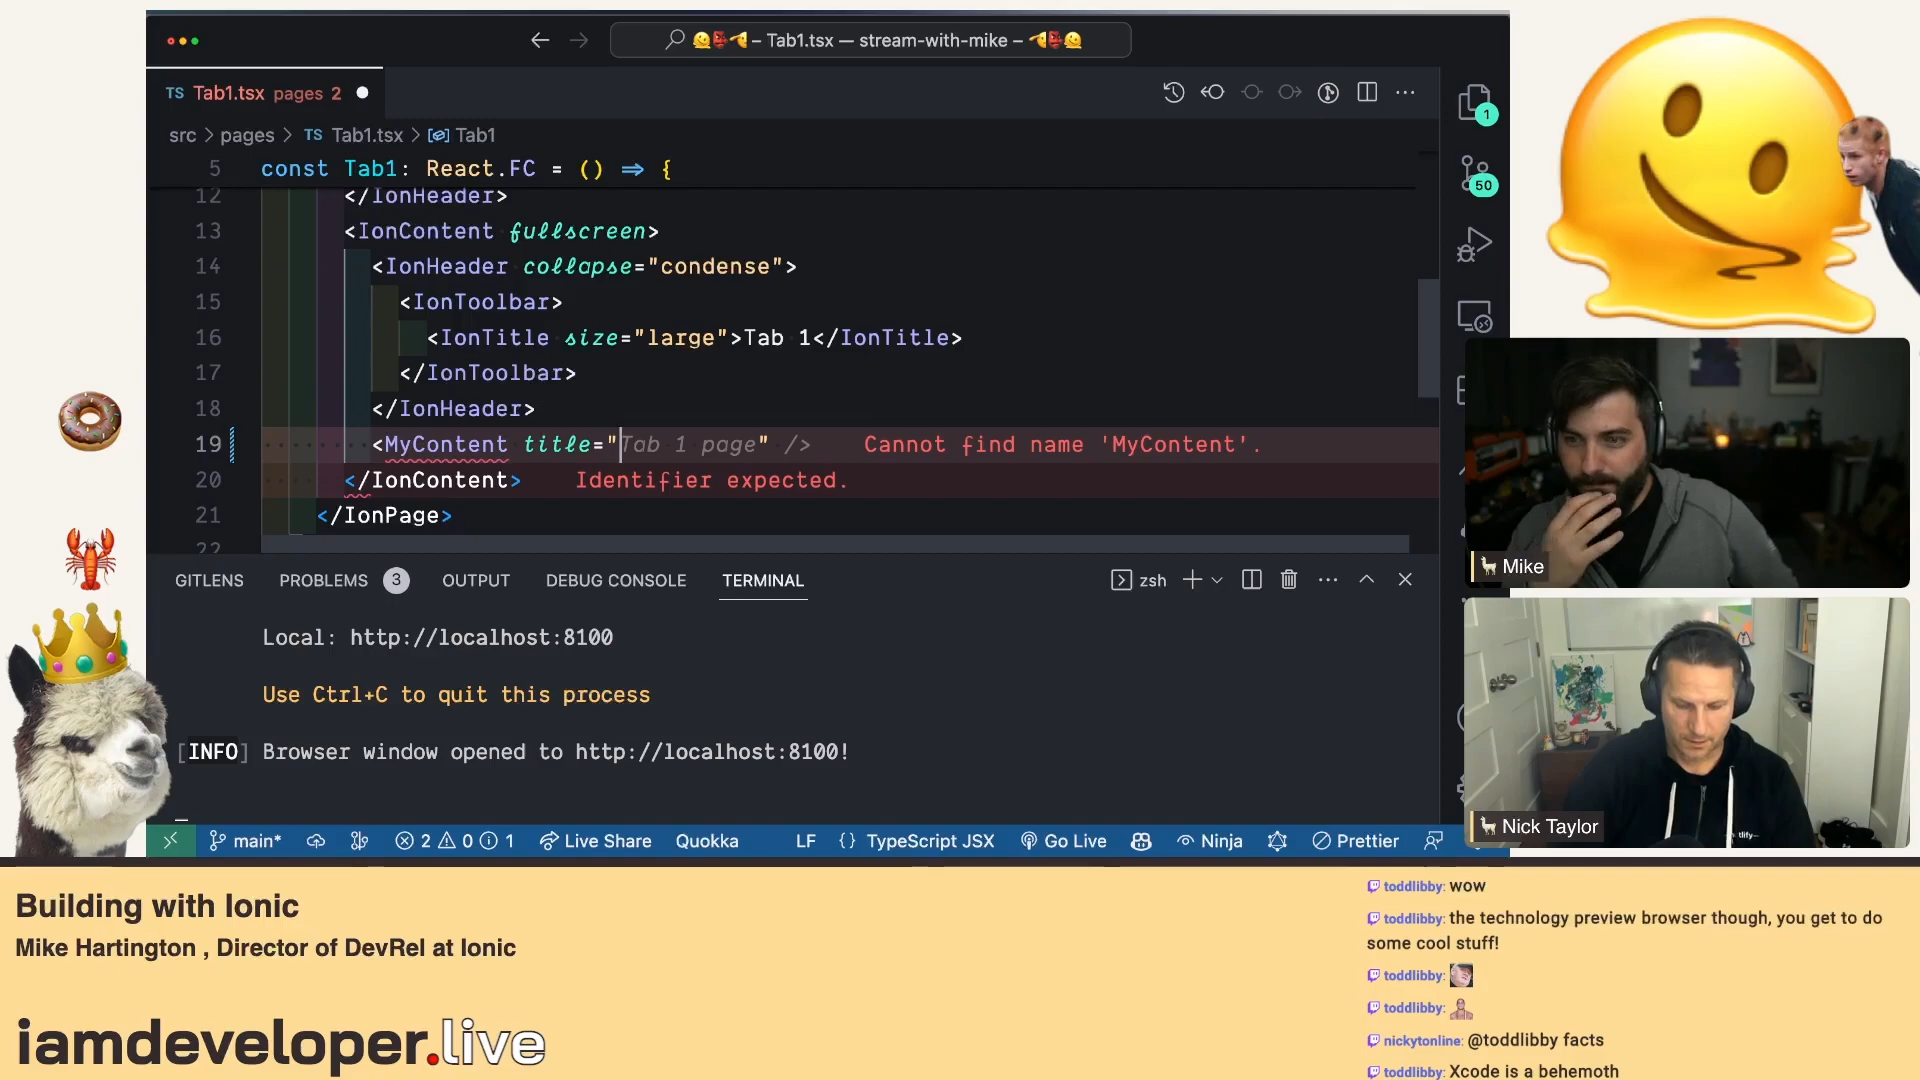 – Tab1.tsx — stream-with-mike –
TS Tab1.tsx pages 2
src > pages > TS Tab1.tsx > Tab1
5 const Tab1: React.FC = () ⇒ {
12 </IonHeader>
13 <IonContent fullscreen>
14 <IonHeader collapse="condense">
15 <IonToolbar>
16 <IonTitle size="large">Tab 1</IonTitle>
17 </IonToolbar>
18 </IonHeader>
19 <MyContent title="Tab 1 page" /> Cannot find name 'MyContent'.
20 </IonContent> Identifier expected.
21 </IonPage>
22
1
50
GITLENS PROBLEMS 3 OUTPUT DEBUG CONSOLE TERMINAL zsh
Local: http://localhost:8100
Use Ctrl+C to quit this process
[INFO] Browser window opened to http://localhost:8100!
main* 2 0 1 Live Share Quokka LF {} TypeScript JSX Go Live Ninja Prettier
Mike
Nick Taylor
Building with Ionic
Mike Hartington , Director of DevRel at Ionic
iamdeveloper.live
toddlibby: wow
toddlibby: the technology preview browser though, you get to do
some cool stuff!
toddlibby:
toddlibby:
nickytonline: @toddlibby facts
toddlibby: Xcode is a behemoth